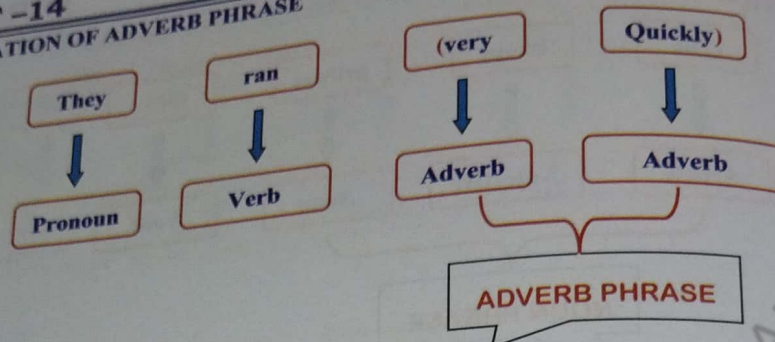 -14
TION OF ADVERB PHRASE
They
ran
(very
Quickly)
Pronoun
Verb
Adverb
Adverb
ADVERB PHRASE